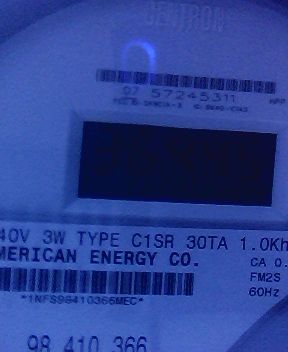 CENTRON
07 57245311
40V 3W TYPE C1SR 30TA 1.0Kh
MERICAN ENERGY CO.
CA 0.
FM2S
60Hz
*1NFS98410366MEC*
98 410 366